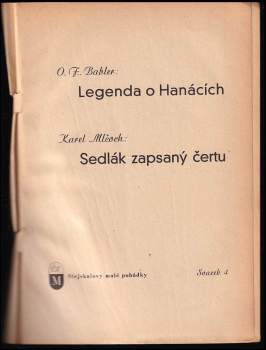 O. F. Babler:
Legenda o Hanácích
Karel Mlčoch:
Sedlák zapsaný čertu
Stejskalovy malé pohádky
Svazek 4